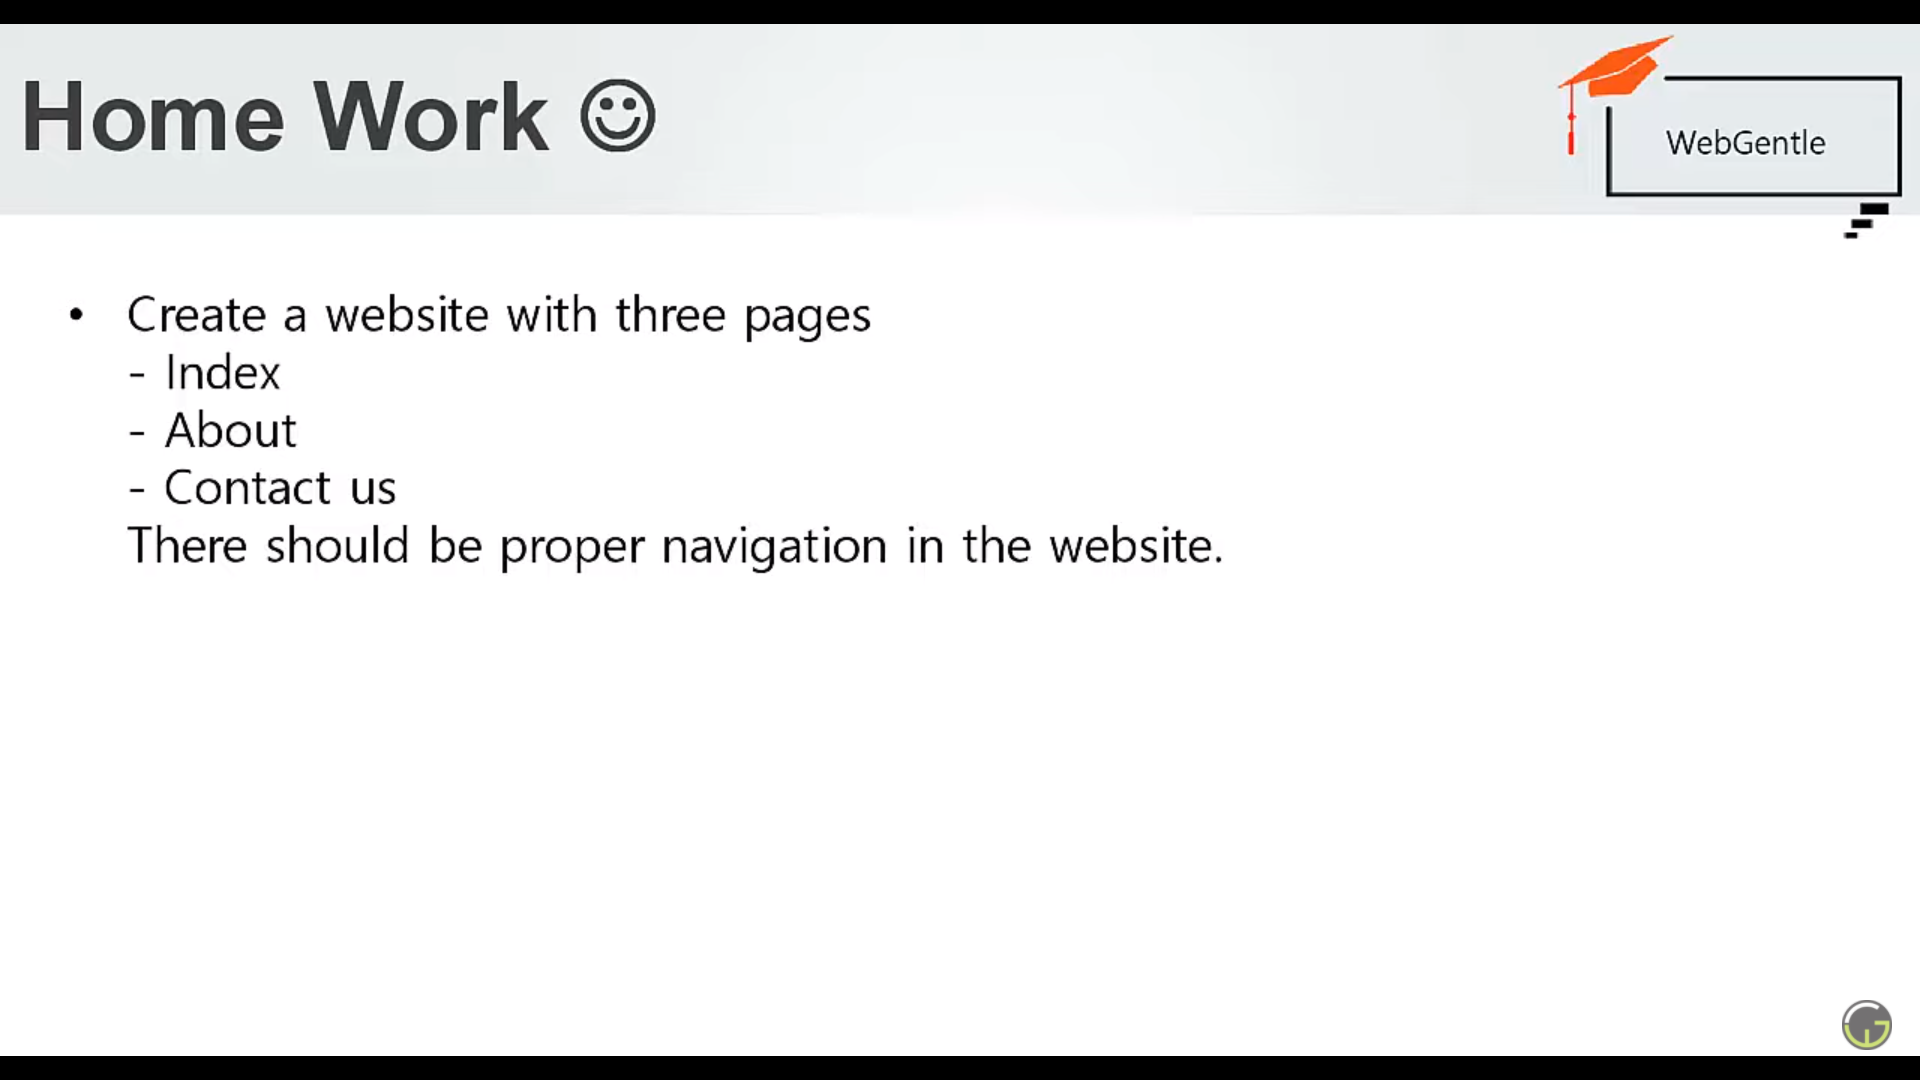 Home Work ☺
WebGentle
• Create a website with three pages
- Index
- About
- Contact us
There should be proper navigation in the website.